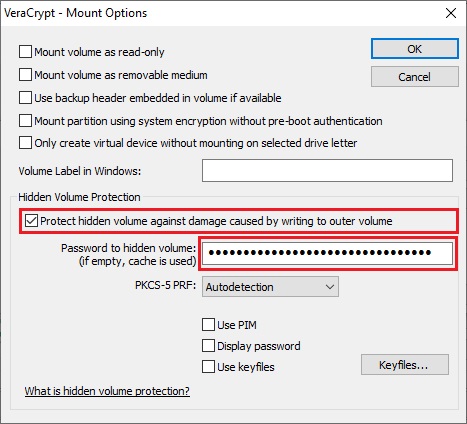 VeraCrypt - Mount Options
Mount volume as read-only
OK
Mount volume as removable medium
Cancel
Use backup header embedded in volume if available
Mount partition using system encryption without pre-boot authentication
Only create virtual device without mounting on selected drive letter
Volume Label in Windows:
Hidden Volume Protection
Protect hidden volume against damage caused by writing to outer volume
Password to hidden volume:
(if empty, cache is used)
PKCS-5 PRF:
Autodetection
Use PIM
Display password
Use keyfiles
Keyfiles...
What is hidden volume protection?